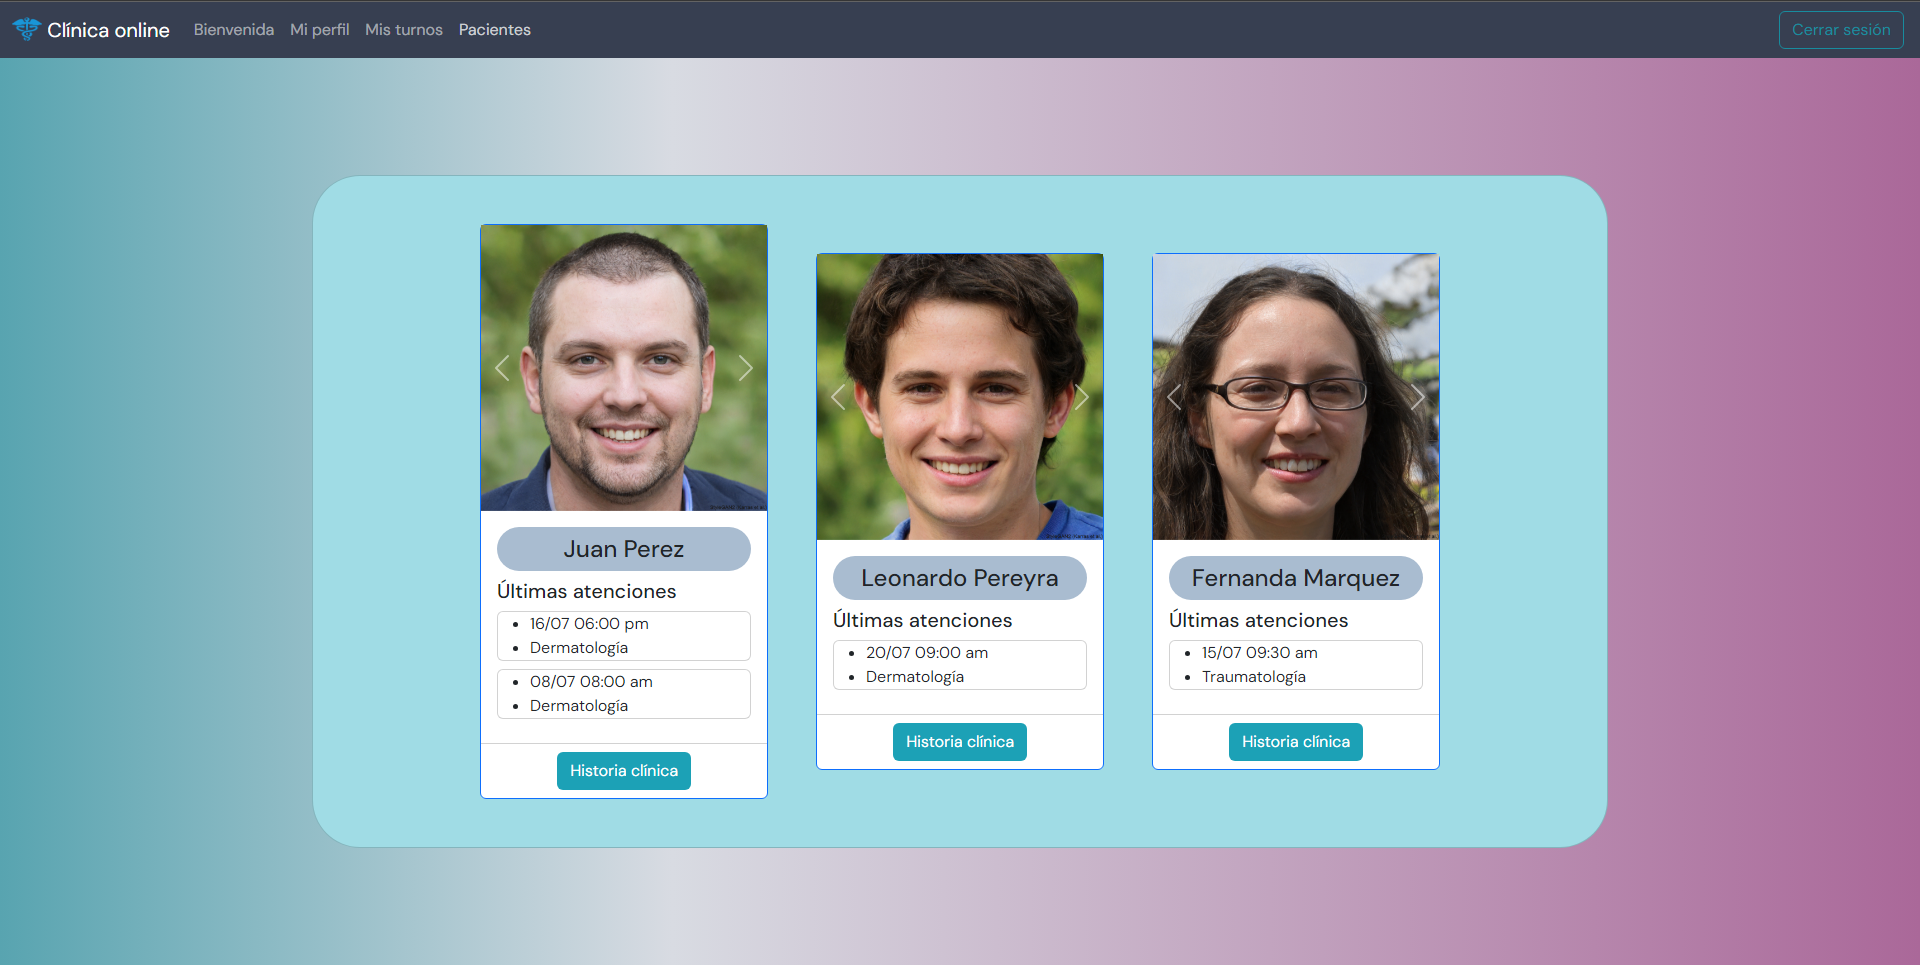 Clínica online
Bienvenida
Mi perfil
Mis turnos
Pacientes
Cerrar sesión
Juan Perez
Últimas atenciones
16/07 06:00 pm
Dermatología
08/07 08:00 am
Dermatología
Historia clínica
Leonardo Pereyra
Últimas atenciones
20/07 09:00 am
Dermatología
Historia clínica
Fernanda Marquez
Últimas atenciones
15/07 09:30 am
Traumatología
Historia clínica